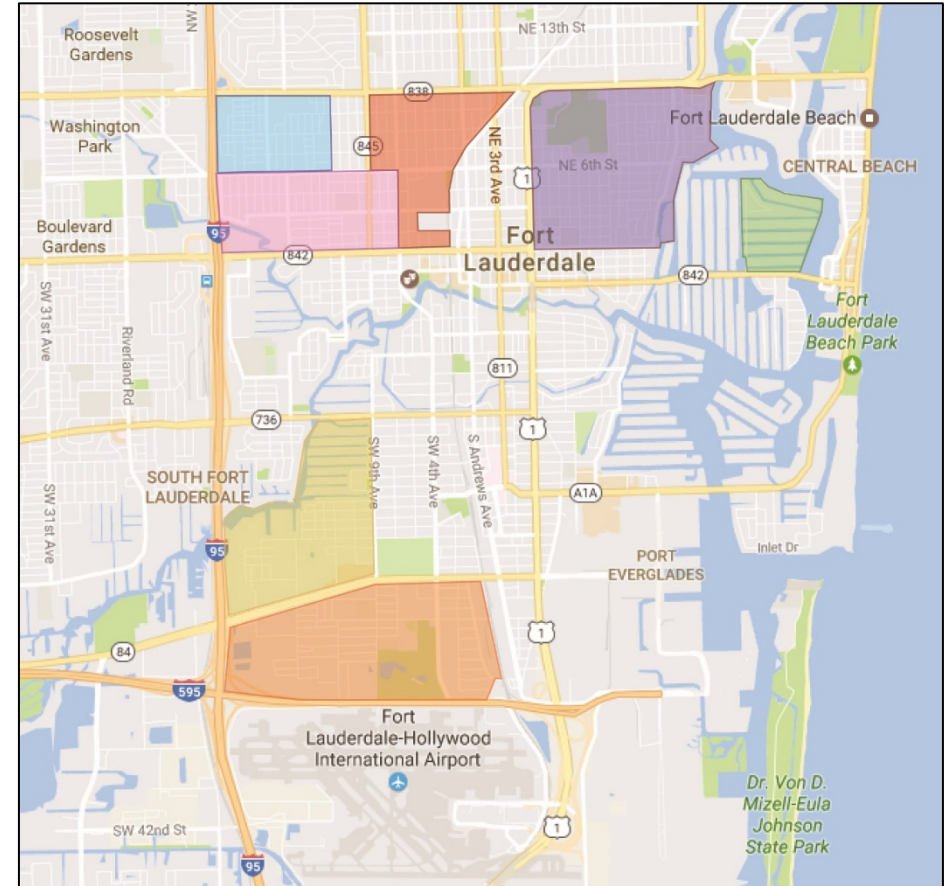 NW
NE 13th St
Roosevelt
Gardens
838
Washington
Park
845
NE 3rd Ave
1
NE 6th St
Fort Lauderdale Beach
CENTRAL BEACH
Boulevard
Gardens
95
842
Fort
Lauderdale
842
SW 31st Ave
Riverland Rd
Fort
Lauderdale
Beach Park
811
736
1
SOUTH FORT
LAUDERDALE
SW 9th Ave
SW 4th Ave
S Andrews Ave
A1A
SW 31st Ave
95
Inlet Dr
PORT
EVERGLADES
84
1
595
Fort
Lauderdale-Hollywood
International Airport
Dr. Von D.
Mizell-Eula
Johnson
State Park
SW 42nd St
1
95